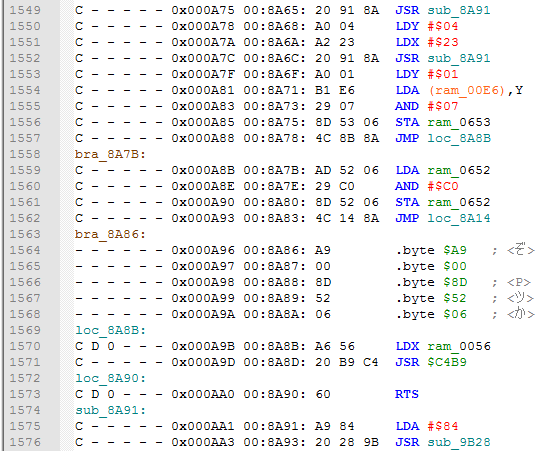 1549 C - - - - - 0x000A75 00:8A65: 20 91 8A JSR sub_8A91
1550 C - - - - - 0x000A78 00:8A68: A0 04 LDY #$04
1551 C - - - - - 0x000A7A 00:8A6A: A2 23 LDX #$23
1552 C - - - - - 0x000A7C 00:8A6C: 20 91 8A JSR sub_8A91
1553 C - - - - - 0x000A7F 00:8A6F: A0 01 LDY #$01
1554 C - - - - - 0x000A81 00:8A71: B1 E6 LDA (ram_00E6),Y
1555 C - - - - - 0x000A83 00:8A73: 29 07 AND #$07
1556 C - - - - - 0x000A85 00:8A75: 8D 53 06 STA ram_0653
1557 C - - - - - 0x000A88 00:8A78: 4C 8B 8A JMP loc_8A8B
1558 bra_8A7B:
1559 C - - - - - 0x000A8B 00:8A7B: AD 52 06 LDA ram_0652
1560 C - - - - - 0x000A8E 00:8A7E: 29 C0 AND #$C0
1561 C - - - - - 0x000A90 00:8A80: 8D 52 06 STA ram_0652
1562 C - - - - - 0x000A93 00:8A83: 4C 14 8A JMP loc_8A14
1563 bra_8A86:
1564 - - - - - - 0x000A96 00:8A86: A9 .byte $A9 ; <ぞ>
1565 - - - - - - 0x000A97 00:8A87: 00 .byte $00
1566 - - - - - - 0x000A98 00:8A88: 8D .byte $8D ; <P>
1567 - - - - - - 0x000A99 00:8A89: 52 .byte $52 ; <ツ>
1568 - - - - - - 0x000A9A 00:8A8A: 06 .byte $06 ; <か>
1569 loc_8A8B:
1570 C D 0 - - - 0x000A9B 00:8A8B: A6 56 LDX ram_0056
1571 C - - - - - 0x000A9D 00:8A8D: 20 B9 C4 JSR $C4B9
1572 loc_8A90:
1573 C D 0 - - - 0x000AA0 00:8A90: 60 RTS
1574 sub_8A91:
1575 C - - - - - 0x000AA1 00:8A91: A9 84 LDA #$84
1576 C - - - - - 0x000AA3 00:8A93: 20 28 9B JSR sub_9B28